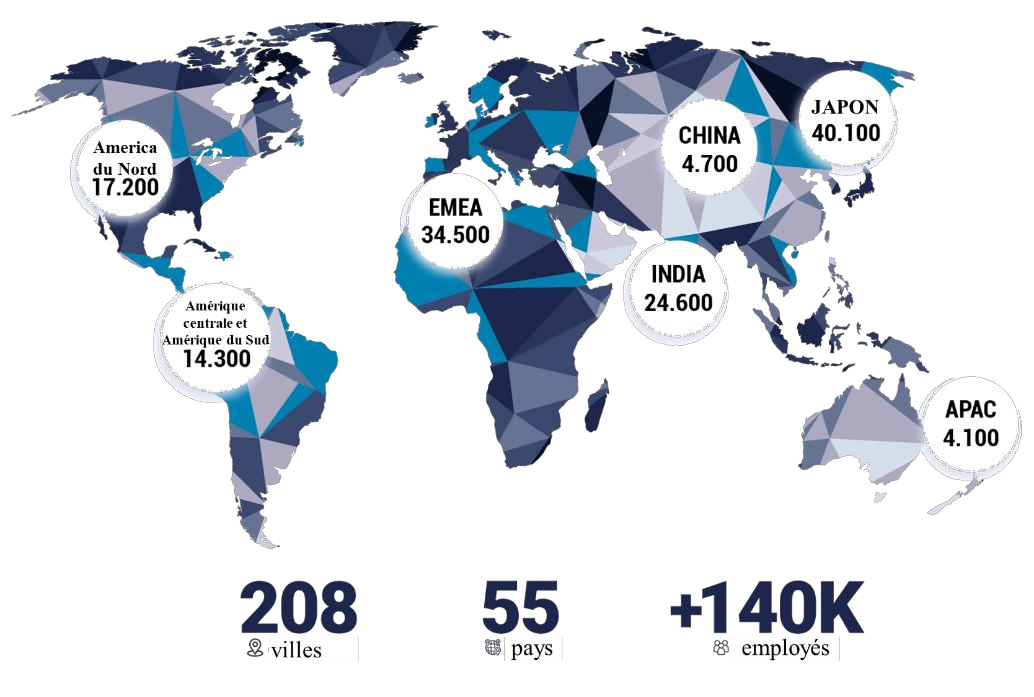 America
du Nord
17.200
Amérique
centrale et
Amérique du Sud
14.300
EMEA
34.500
CHINA
4.700
JAPON
40.100
INDIA
24.600
APAC
4.100
208
villes
55
pays
+140K
employés